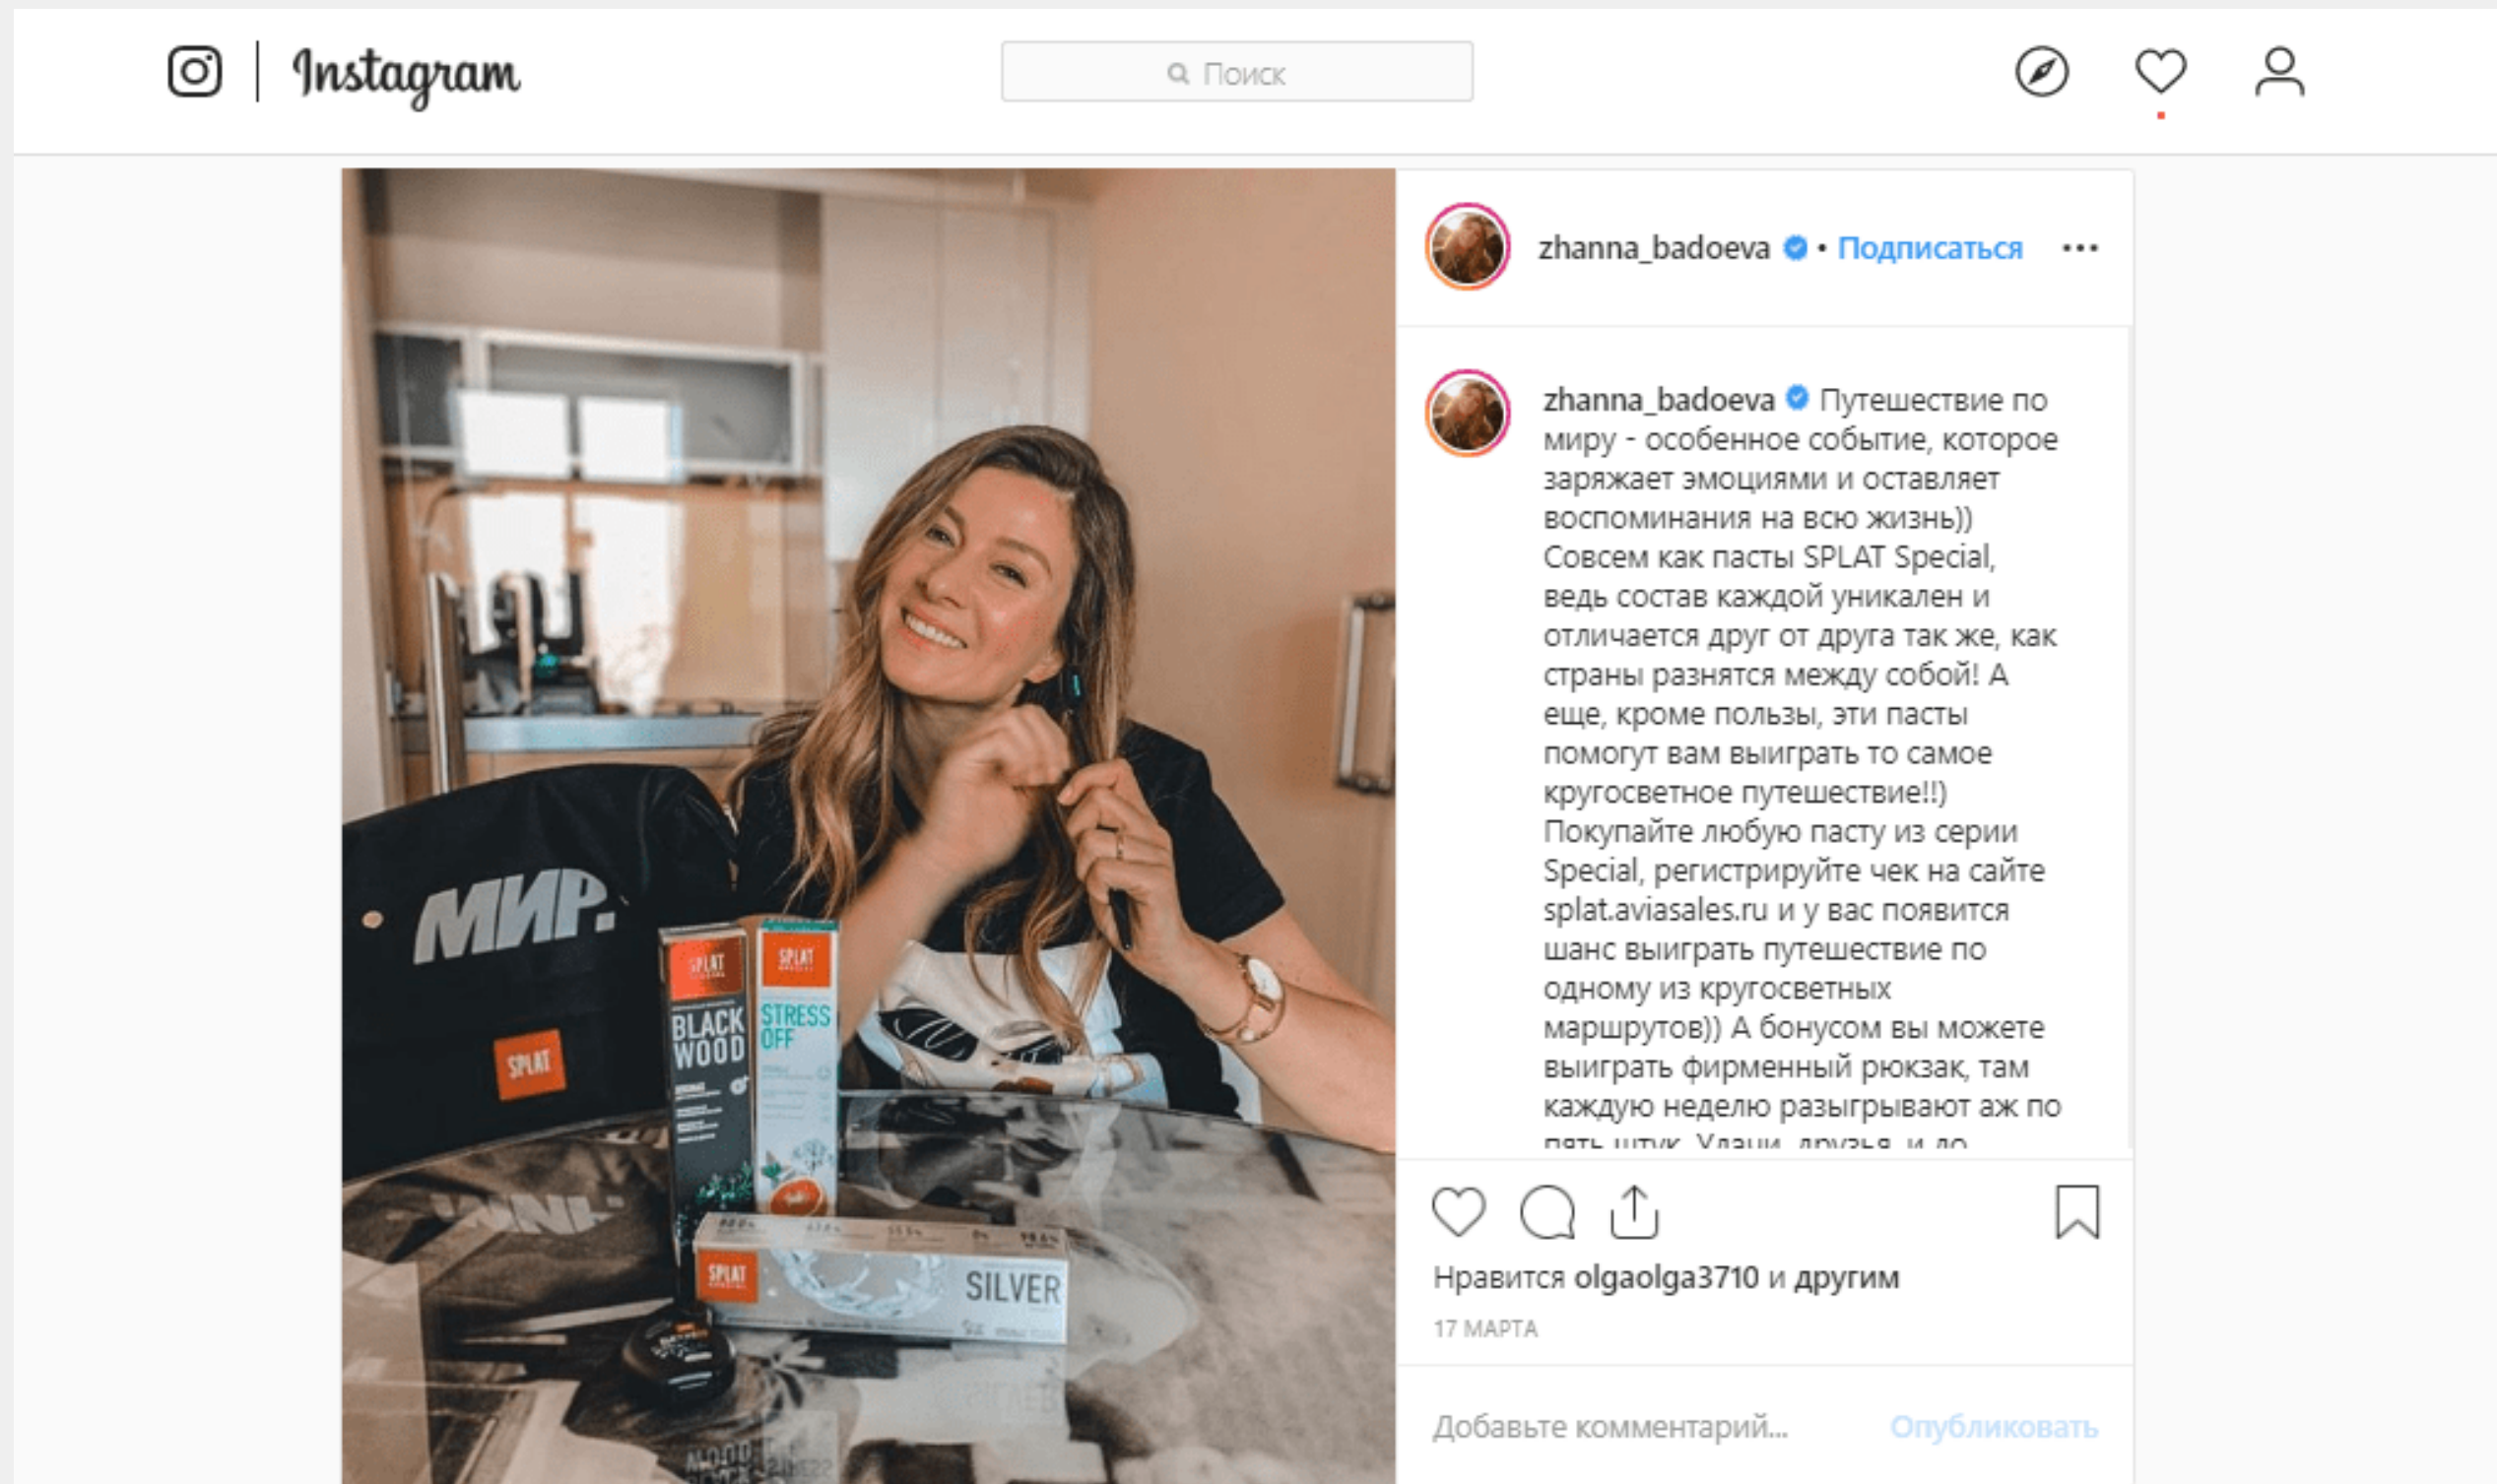 Instagram
Поиск
zhanna_badoeva • Подписаться
zhanna_badoeva Путешествие по
миру - особенное событие, которое
заряжает эмоциями и оставляет
воспоминания на всю жизнь))
Совсем как пасты SPLAT Special,
ведь состав каждой уникален и
отличается друг от друга так же, как
страны разнятся между собой! А
еще, кроме пользы, эти пасты
помогут вам выиграть то самое
кругосветное путешествие!!)
Покупайте любую пасту из серии
Special, регистрируйте чек на сайте
splat.aviasales.ru и у вас появится
шанс выиграть путешествие по
одному из кругосветных
маршрутов)) А бонусом вы можете
выиграть фирменный рюкзак, там
каждую неделю разыгрывают аж по
пять штук. Удачи, друзья, и до
Нравится olgaolga3710 и другим
17 МАРТА
Добавьте комментарий...
Опубликовать
МИР.
SPLAT
SPLAT
BLACK
WOOD
SPLAT
STRESS
OFF
SPLAT
SILVER